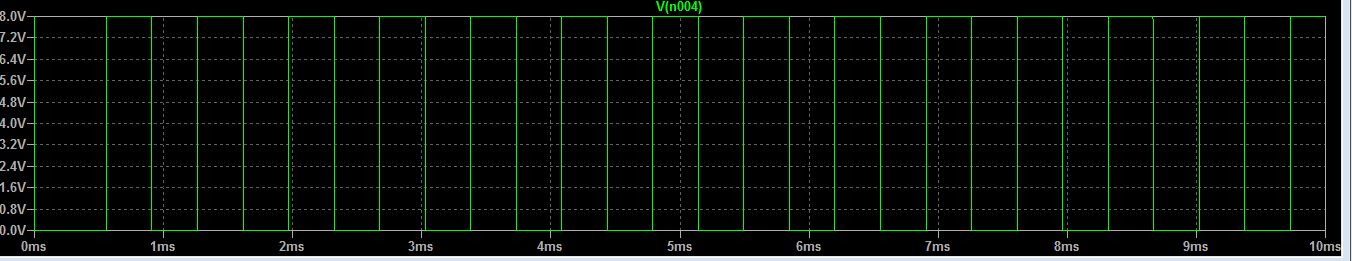 V(n004)
8.0V
7.2V
6.4V
5.6V
4.8V
4.0V
3.2V
2.4V
1.6V
0.8V
0.0V
0ms 1ms 2ms 3ms 4ms 5ms 6ms 7ms 8ms 9ms 10ms